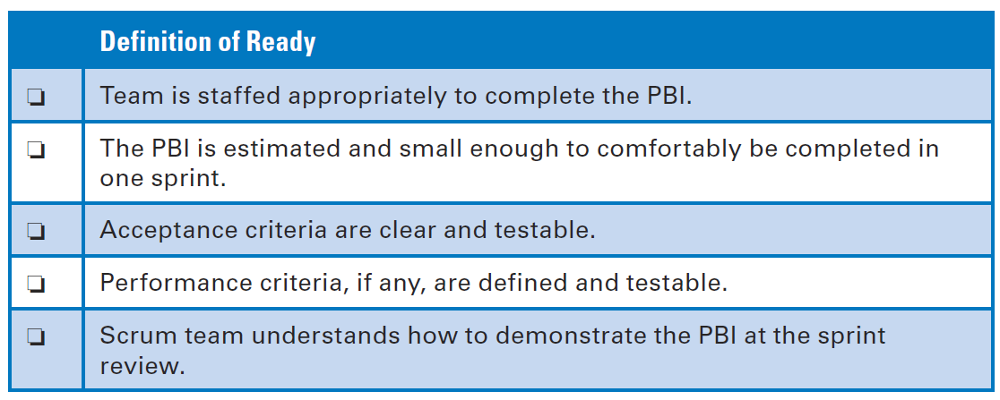 Definition of Ready
Team is staffed appropriately to complete the PBI.
The PBI is estimated and small enough to comfortably be completed in
one sprint.
Acceptance criteria are clear and testable.
Performance criteria, if any, are defined and testable.
Scrum team understands how to demonstrate the PBI at the sprint
review.